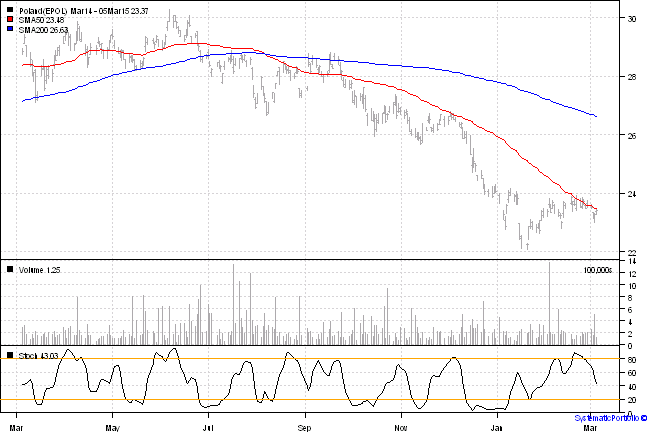 Poland(EPOL) Mar14 - 05Mar15 23.37
SMA50 23.48
SMA200 26.63
30
28
26
24
22
Volume 1.25
100,000s
14
12
10
8
6
4
2
0
Stoch 43.03
80
60
40
20
0
SystematicPortfolio ©
Mar
May
Jul
Sep
Nov
Jan
Mar